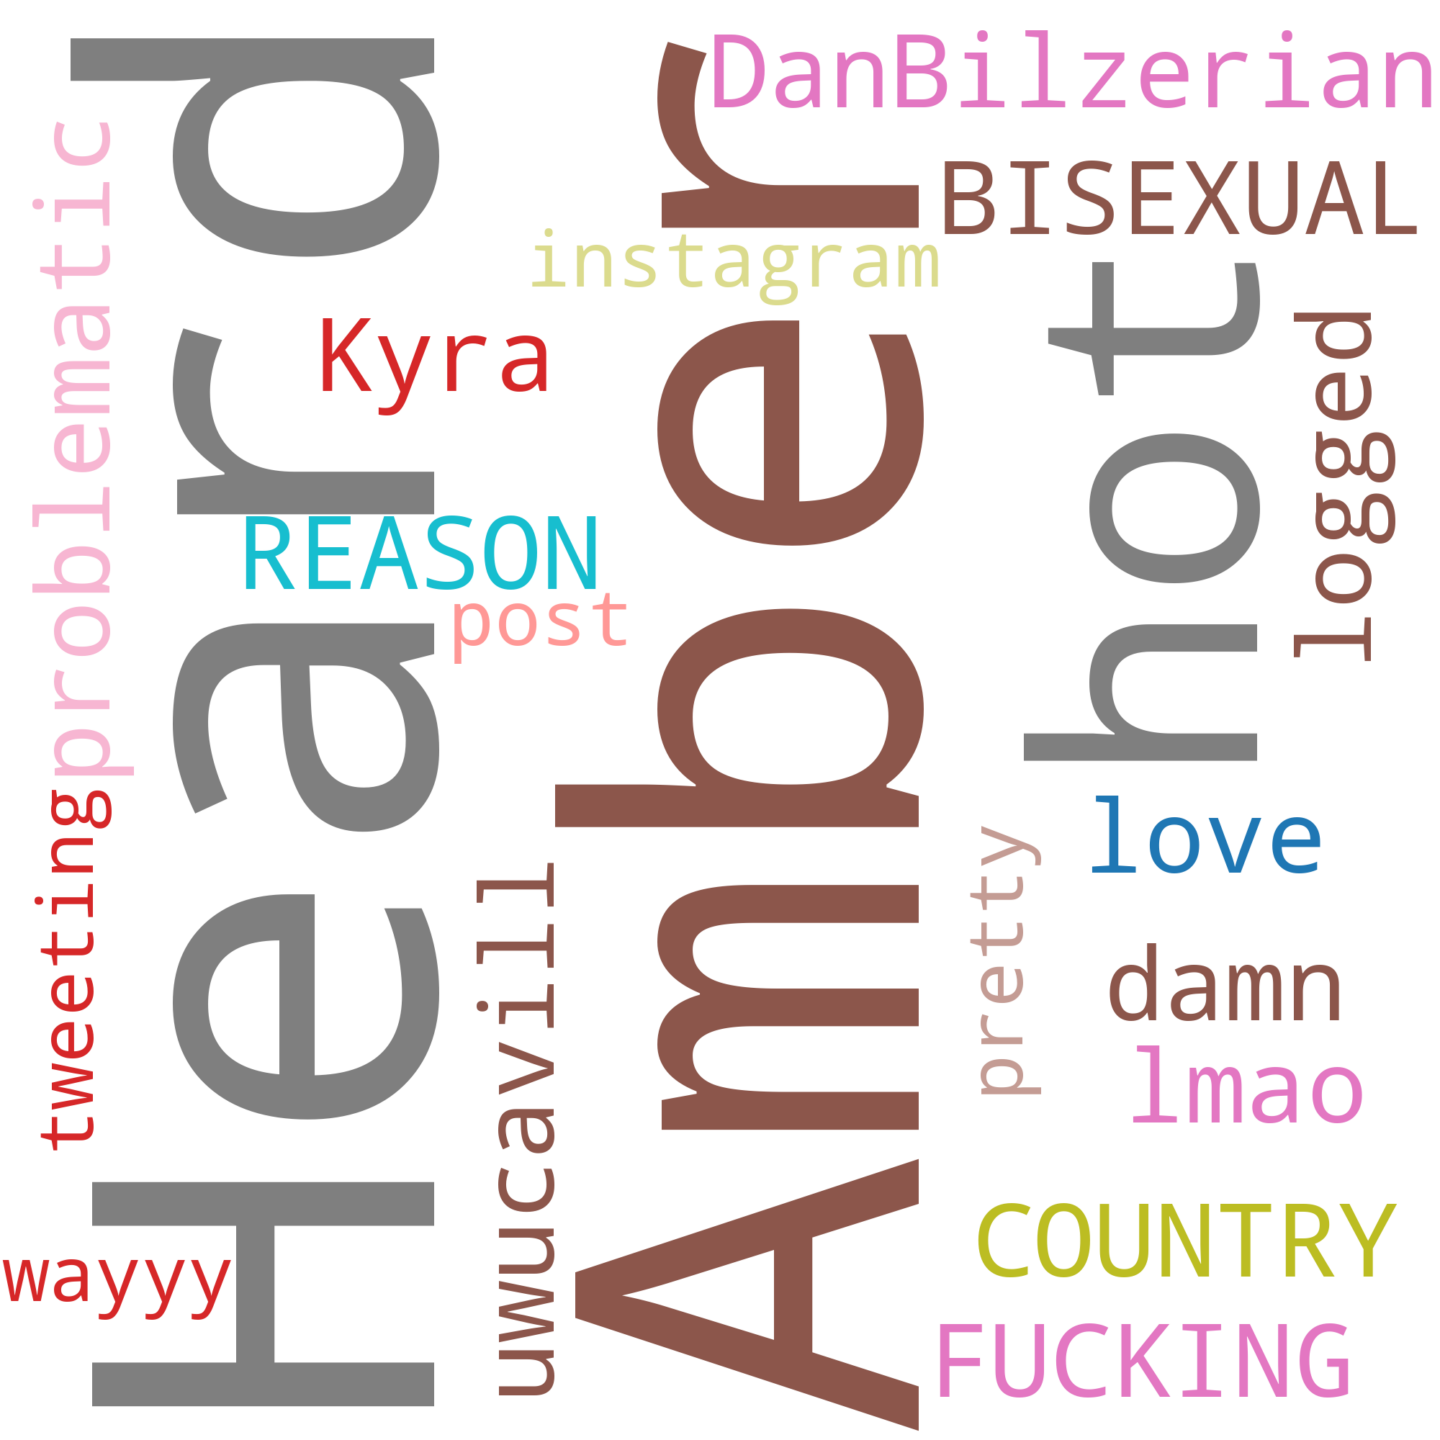 DanBilzerian
BISEXUAL
instagram
Kyra
REASON
post
problematic
Heard
Amber
hot
logged
love
pretty
damn
lmao
tweeting
uwucavill
wayyy
COUNTRY
FUCKING